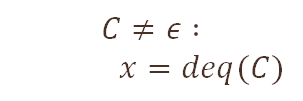 C ≠ ϵ :
x = deq(C)